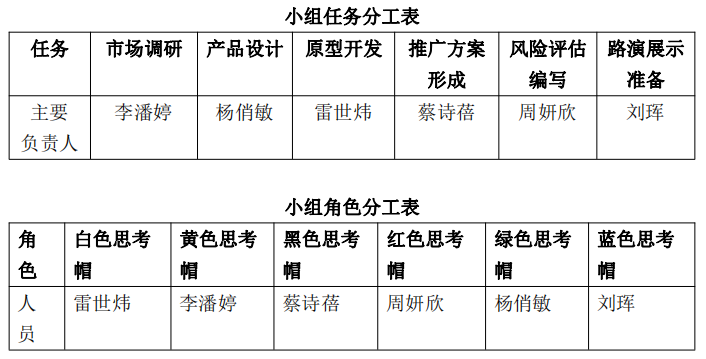 小组任务分工表
任务 市场调研 产品设计 原型开发 推广方案形成 风险评估编写 路演展示准备
主要负责人 李潘婷 杨俏敏 雷世炜 蔡诗蓓 周妍欣 刘珲
小组角色分工表
角色 白色思考帽 黄色思考帽 黑色思考帽 红色思考帽 绿色思考帽 蓝色思考帽
人员 雷世炜 李潘婷 蔡诗蓓 周妍欣 杨俏敏 刘珲